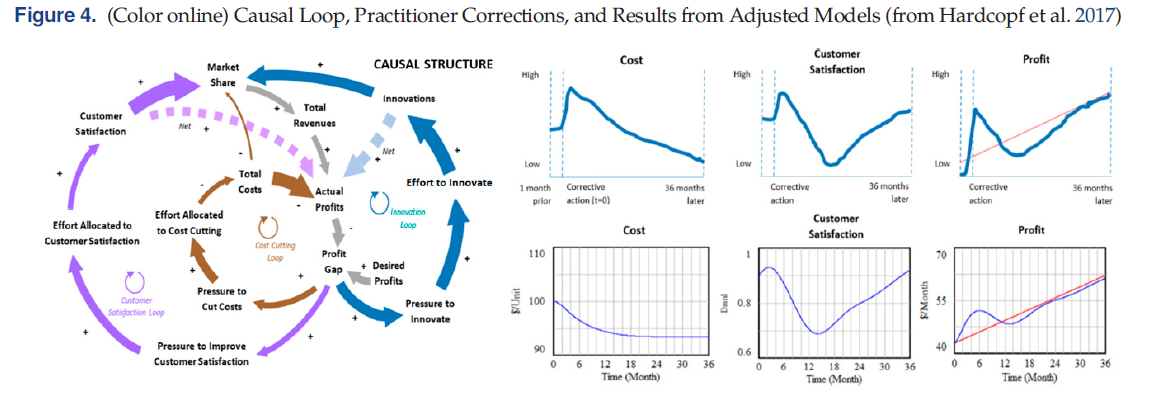 Figure 4. (Color online) Causal Loop, Practitioner Corrections, and Results from Adjusted Models (from Hardcopf et al. 2017)
CAUSAL STRUCTURE
Market
Share
+
+
Innovations
Customer
Satisfaction
Net
+
+
Total
Revenues
+
Net
+
+
-
Total
Costs
-
Actual
Profits
Effort to Innovate
Innovation
Loop
+
-
Effort Allocated
to Cost Cutting
Cost Cutting
Loop
-
Effort Allocated to
Customer Satisfaction
Profit
Gap
+
Desired
Profits
+
+
Customer
Satisfaction Loop
Pressure to
Cut Costs
+
+
Pressure to
Innovate
+
+
Pressure to Improve
Customer Satisfaction
Cost
High
Low
1 month
prior
Corrective
action (t=0)
36 months
later
Customer
Satisfaction
High
Low
Corrective
action
36 months
later
Profit
High
Low
Corrective
action
36 months
later
Cost
$/Unit
110
100
90
0 6 12 18 24 30 36
Time (Month)
Customer
Satisfaction
Dmnl
1
0.8
0.6
0 6 12 18 24 30 36
Time (Month)
Profit
$/Month
70
55
40
0 6 12 18 24 30 36
Time (Month)